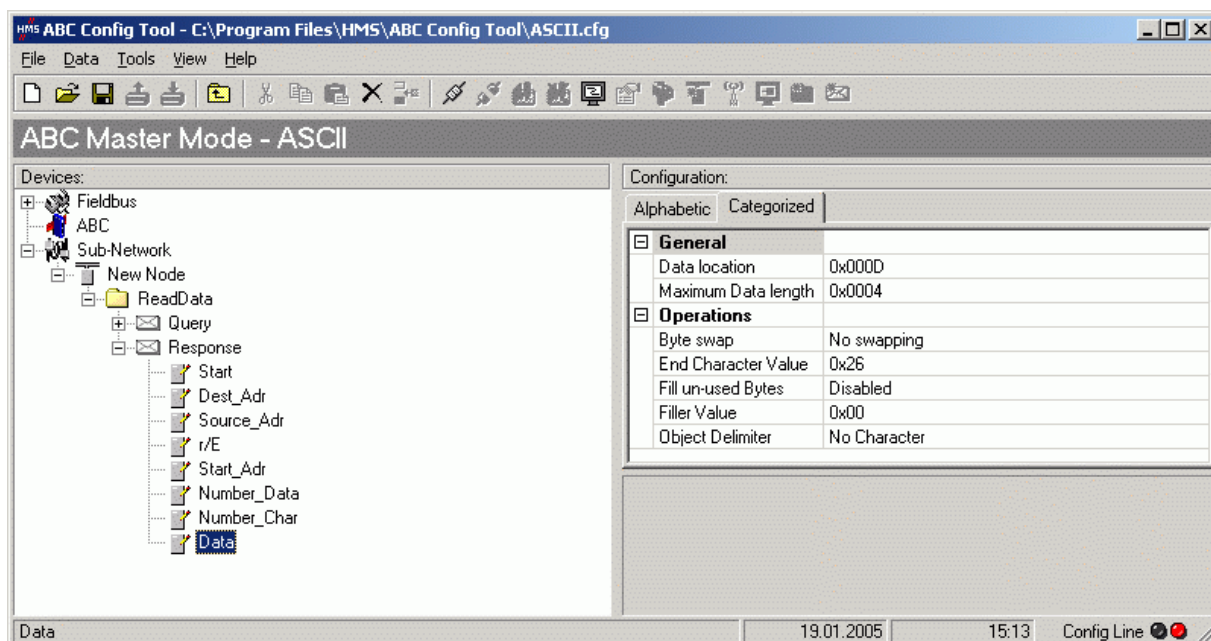 HMS ABC Config Tool - C:\Program Files\HMS\ABC Config Tool\ASCII.cfg
File Data Tools View Help
ABC Master Mode - ASCII
Devices:
Fieldbus
ABC
Sub-Network
New Node
ReadData
Query
Response
Start
Dest_Adr
Source_Adr
r/E
Start_Adr
Number_Data
Number_Char
Data
Configuration:
Alphabetic Categorized
General
Data location 0x000D
Maximum Data length 0x0004
Operations
Byte swap No swapping
End Character Value 0x26
Fill un-used Bytes Disabled
Filler Value 0x00
Object Delimiter No Character
Data 19.01.2005 15:13 Config Line